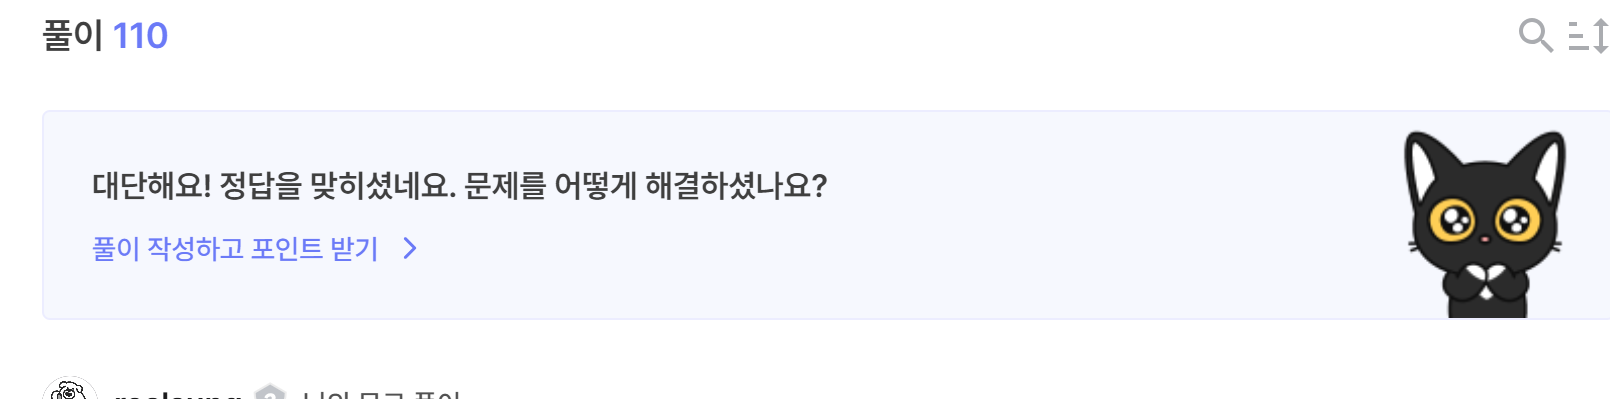 풀이 110
대단해요! 정답을 맞히셨네요. 문제를 어떻게 해결하셨나요?
풀이 작성하고 포인트 받기